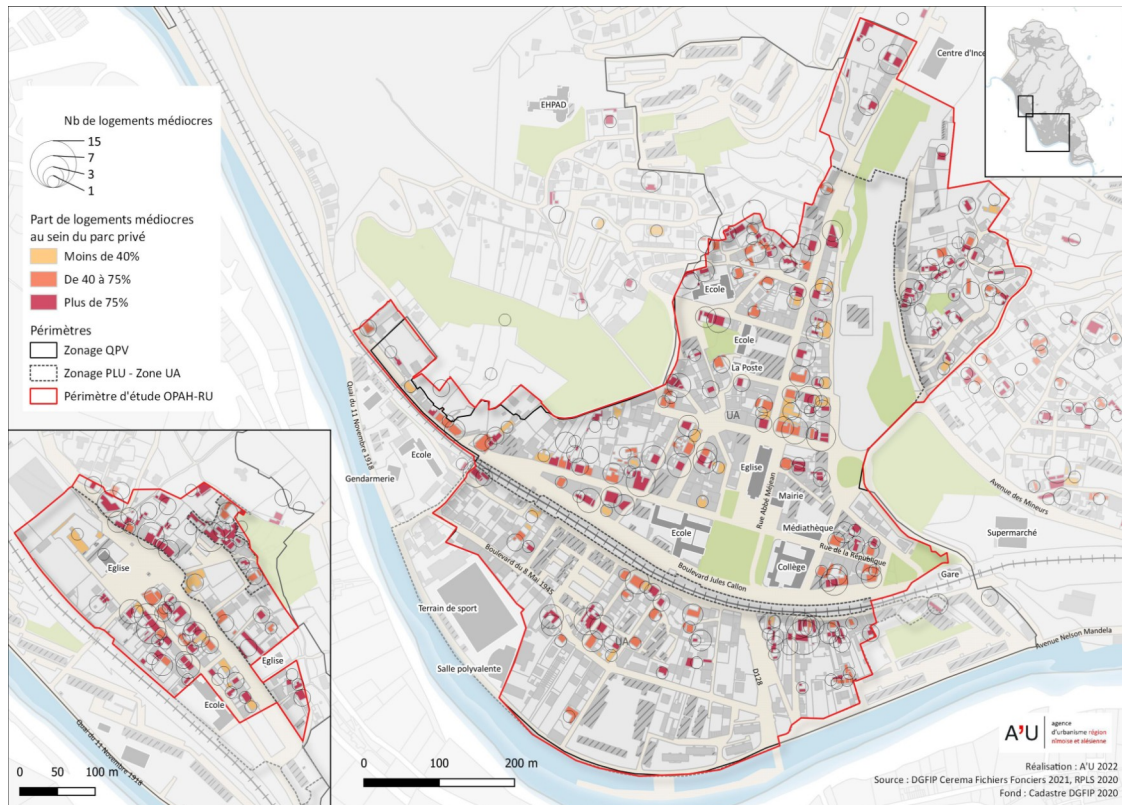 Nb de logements médiocres
15
7
3
1
Part de logements médiocres
au sein du parc privé
Moins de 40%
De 40 à 75%
Plus de 75%
Périmètres
Zonage QPV
Zonage PLU - Zone UA
Périmètre d'étude OPAH-RU
Centre d'Ince
EHPAD
Ecole
Ecole
La Poste
UA
Quai du 11 Novembre 1918
Ecole
Gendarmerie
Eglise
Rue Abbé Méjean
Mairie
Avenue des Mineurs
Supermarché
Médiathèque
Rue de la République
Ecole
Collège
Boulevard Jules Callon
Gare
Boulevard du 8 Mai 1945
Terrain de sport
UA
Salle polyvalente
D128
Avenue Nelson Mandela
Eglise
Eglise
Ecole
Quai du 11 Novembre 1918
0 50 100 m
0 100 200 m
A'U
agence
d'urbanisme région
nîmoise et alésienne
Réalisation : A'U 2022
Source : DGFIP Cerema Fichiers Fonciers 2021, RPLS 2020
Fond : Cadastre DGFIP 2020